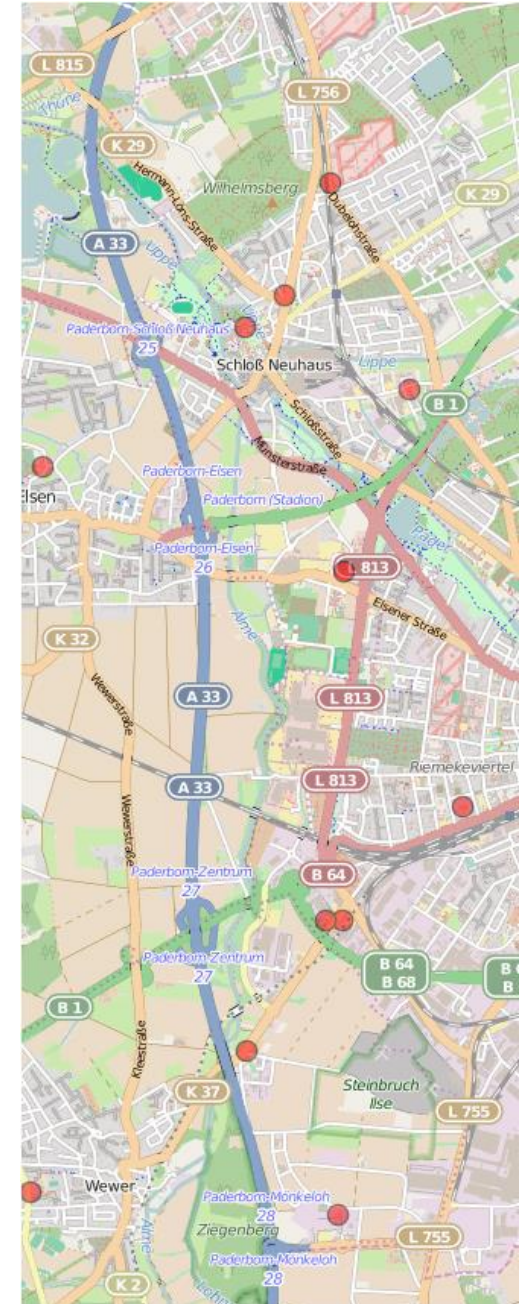 L 815
L 756
Thune
K 29
Hermann-Löns-Straße
Wilhelmsberg
Dubelohstraße
K 29
A 33
Lippe
Paderborn-Schloß Neuhaus
25
Lippe
Schloß Neuhaus
B 1
Schloßstraße
Münsterstraße
Paderborn-Elsen
Elsen
Paderborn (Stadion)
Pader
Paderborn-Elsen
26
L 813
Elsener Straße
Alme
K 32
Wewerstraße
A 33
L 813
Riemekeviertel
A 33
L 813
Wewerstraße
Paderborn-Zentrum
27
B 64
Paderborn-Zentrum
27
B 64
B 68
B 1
Kleestraße
K 37
Steinbruch
Ilse
L 755
Wewer
Paderborn-Mönkeloh
28
Ziegenberg
Alme
L 755
Paderborn-Mönkeloh
28
K 2